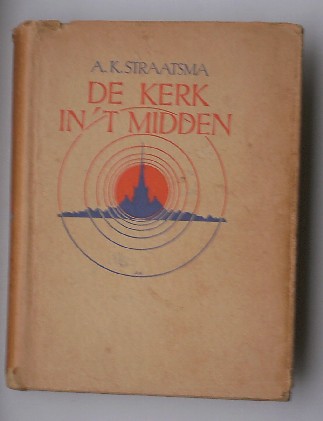 A.K. STRAATSMA
DE KERK
IN 'T MIDDEN